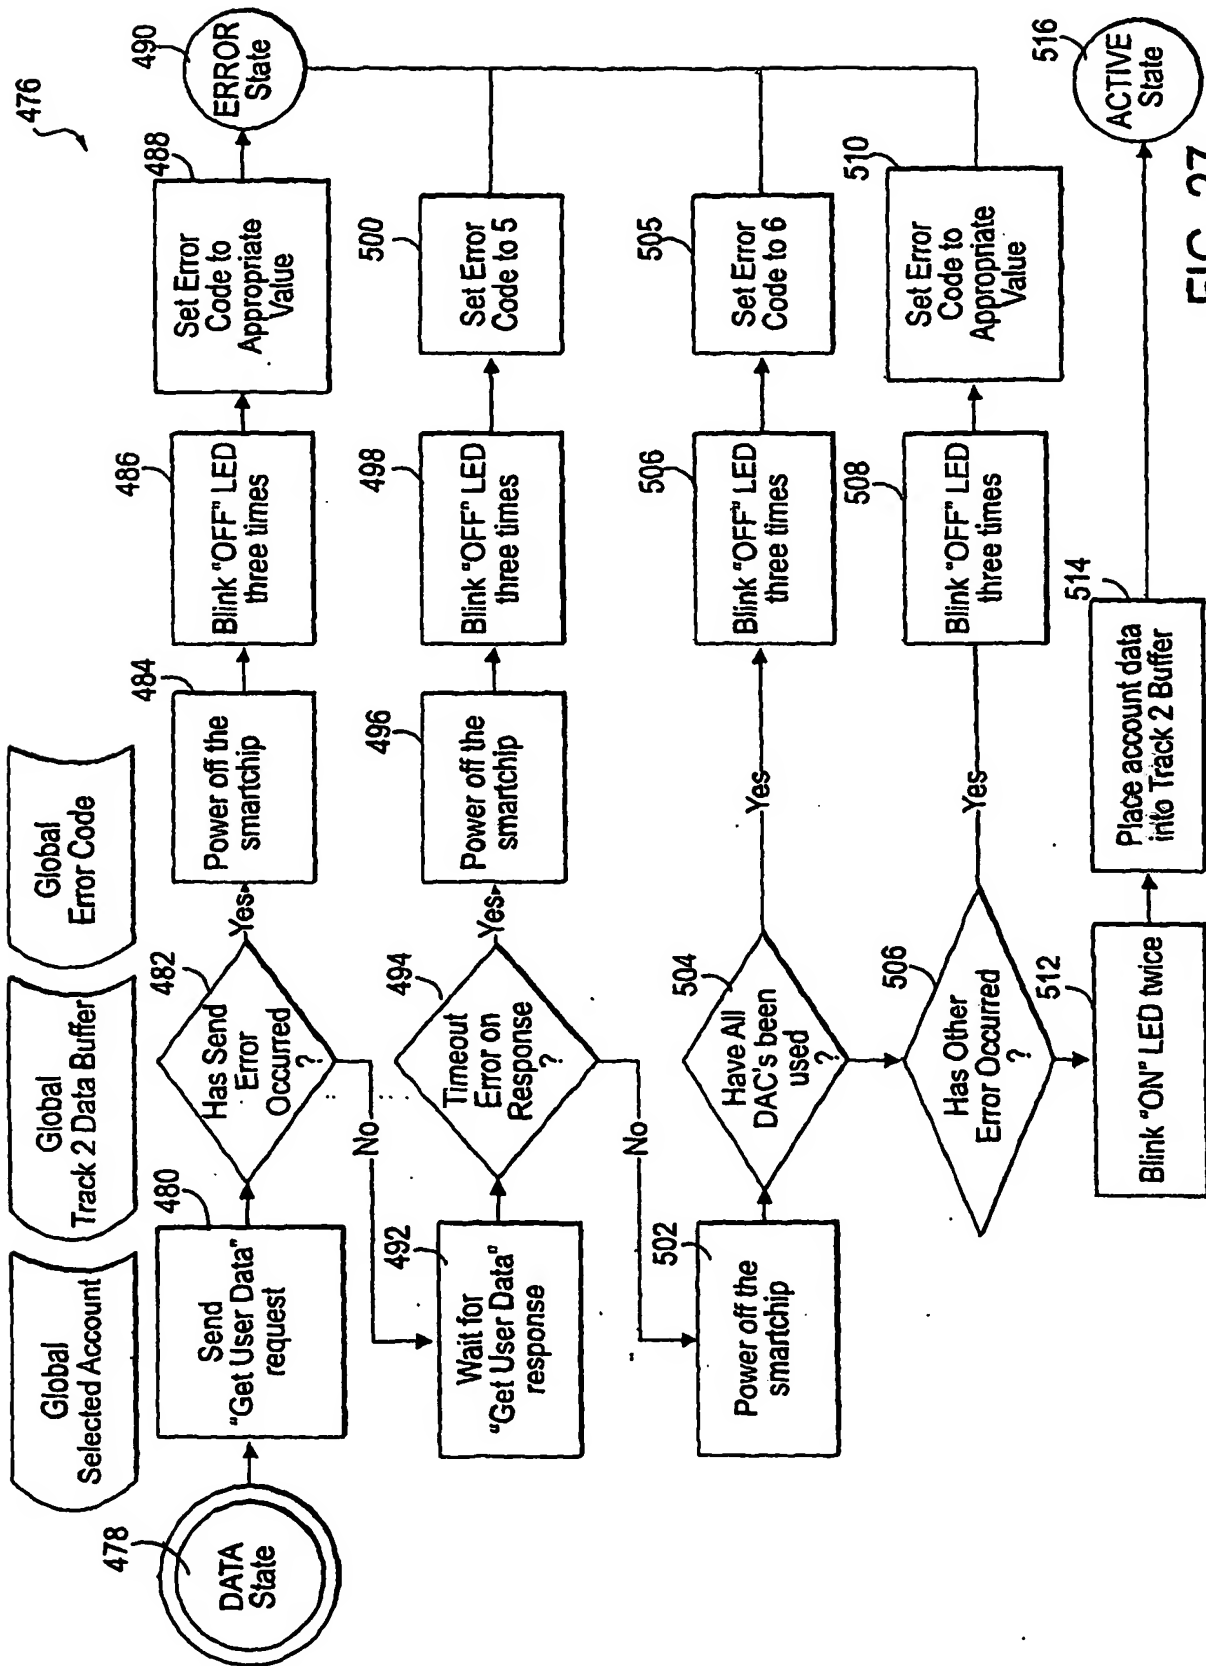 476
Global
Selected Account
Global
Track 2 Data Buffer
Global
Error Code
478
DATA
State
480
Send
"Get User Data"
request
482
Has Send
Error
Occurred
?
Yes
484
Power off the
smartchip
486
Blink "OFF" LED
three times
488
Set Error
Code to
Appropriate
Value
490
ERROR
State
No
492
Wait for
"Get User Data"
response
494
Timeout
Error on
Response
?
Yes
496
Power off the
smartchip
498
Blink "OFF" LED
three times
500
Set Error
Code to 5
No
502
Power off the
smartchip
504
Have All
DAC's been
used
?
Yes
506
Blink "OFF" LED
three times
505
Set Error
Code to 6
506
Has Other
Error Occurred
?
Yes
508
Blink "OFF" LED
three times
510
Set Error
Code to
Appropriate
Value
512
Blink "ON" LED twice
514
Place account data
into Track 2 Buffer
516
ACTIVE
State
FIG. 27